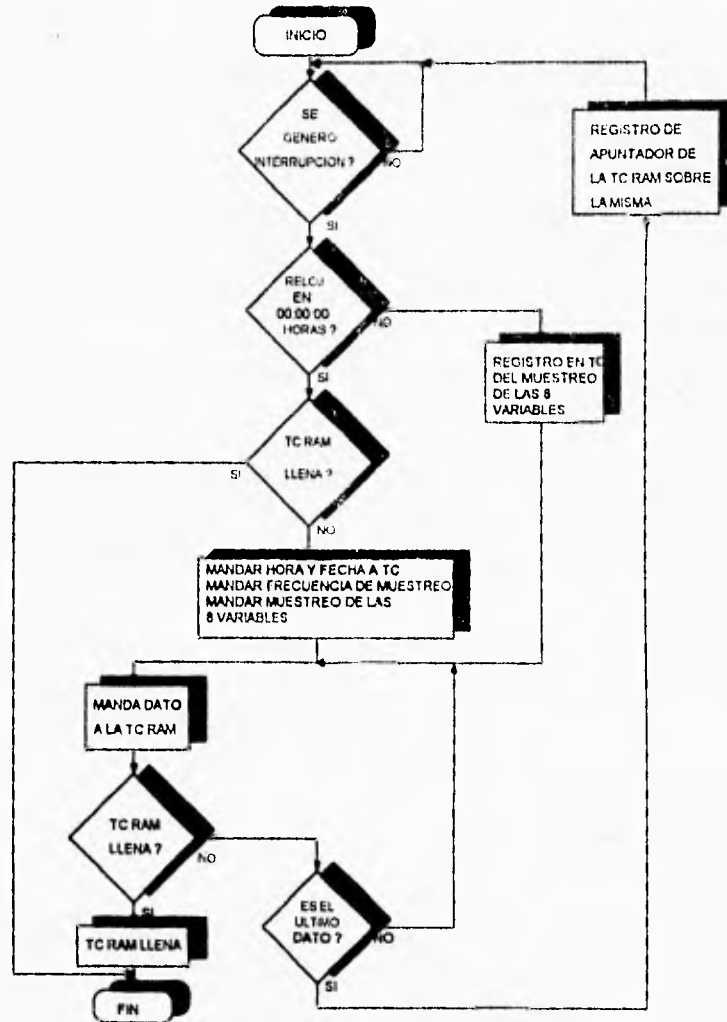 INICIO
SE
GENERO
INTERRUPCION ?
NO
SI
REGISTRO DE
APUNTADOR DE
LA TC RAM SOBRE
LA MISMA
RELOJ
EN
00:00:00
HORAS ?
NO
SI
REGISTRO EN TC
DEL MUESTREO
DE LAS 8
VARIABLES
TC RAM
LLENA ?
SI
NO
MANDAR HORA Y FECHA A TC
MANDAR FRECUENCIA DE MUESTREO
MANDAR MUESTREO DE LAS
8 VARIABLES
MANDA DATO
A LA TC RAM
TC RAM
LLENA ?
NO
SI
ES EL
ULTIMO
DATO ?
NO
SI
TC RAM LLENA
FIN